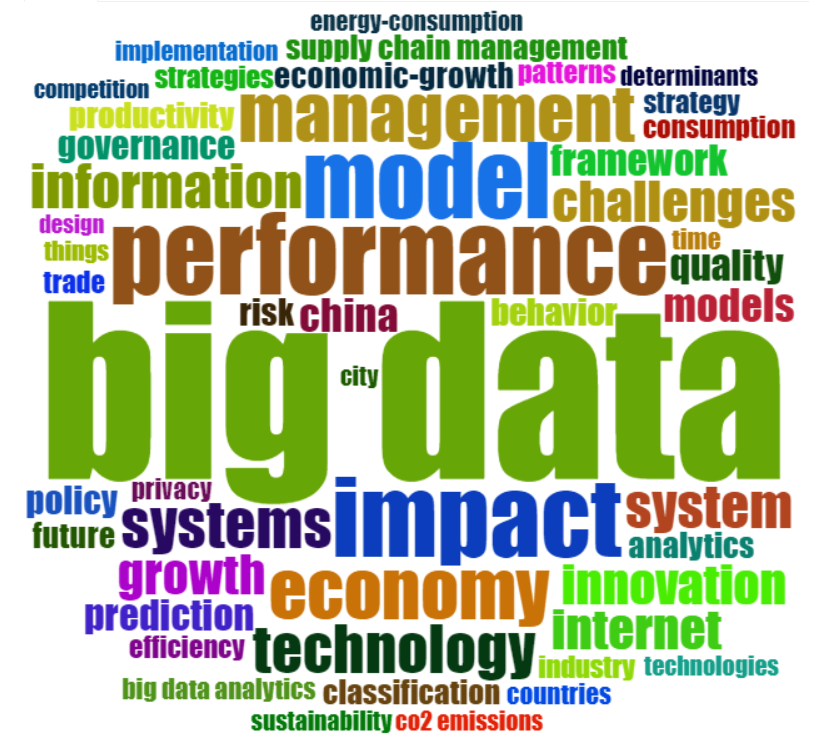 energy-consumption
implementation supply chain management
competition strategies economic-growth patterns determinants
productivity management strategy
consumption
governance model framework
information challenges
design performance time
things quality
trade models
risk china behavior
big data
city
policy privacy impact system
future systems analytics
growth economy innovation
prediction internet
efficiency technology industry technologies
big data analytics classification countries
sustainability co2 emissions